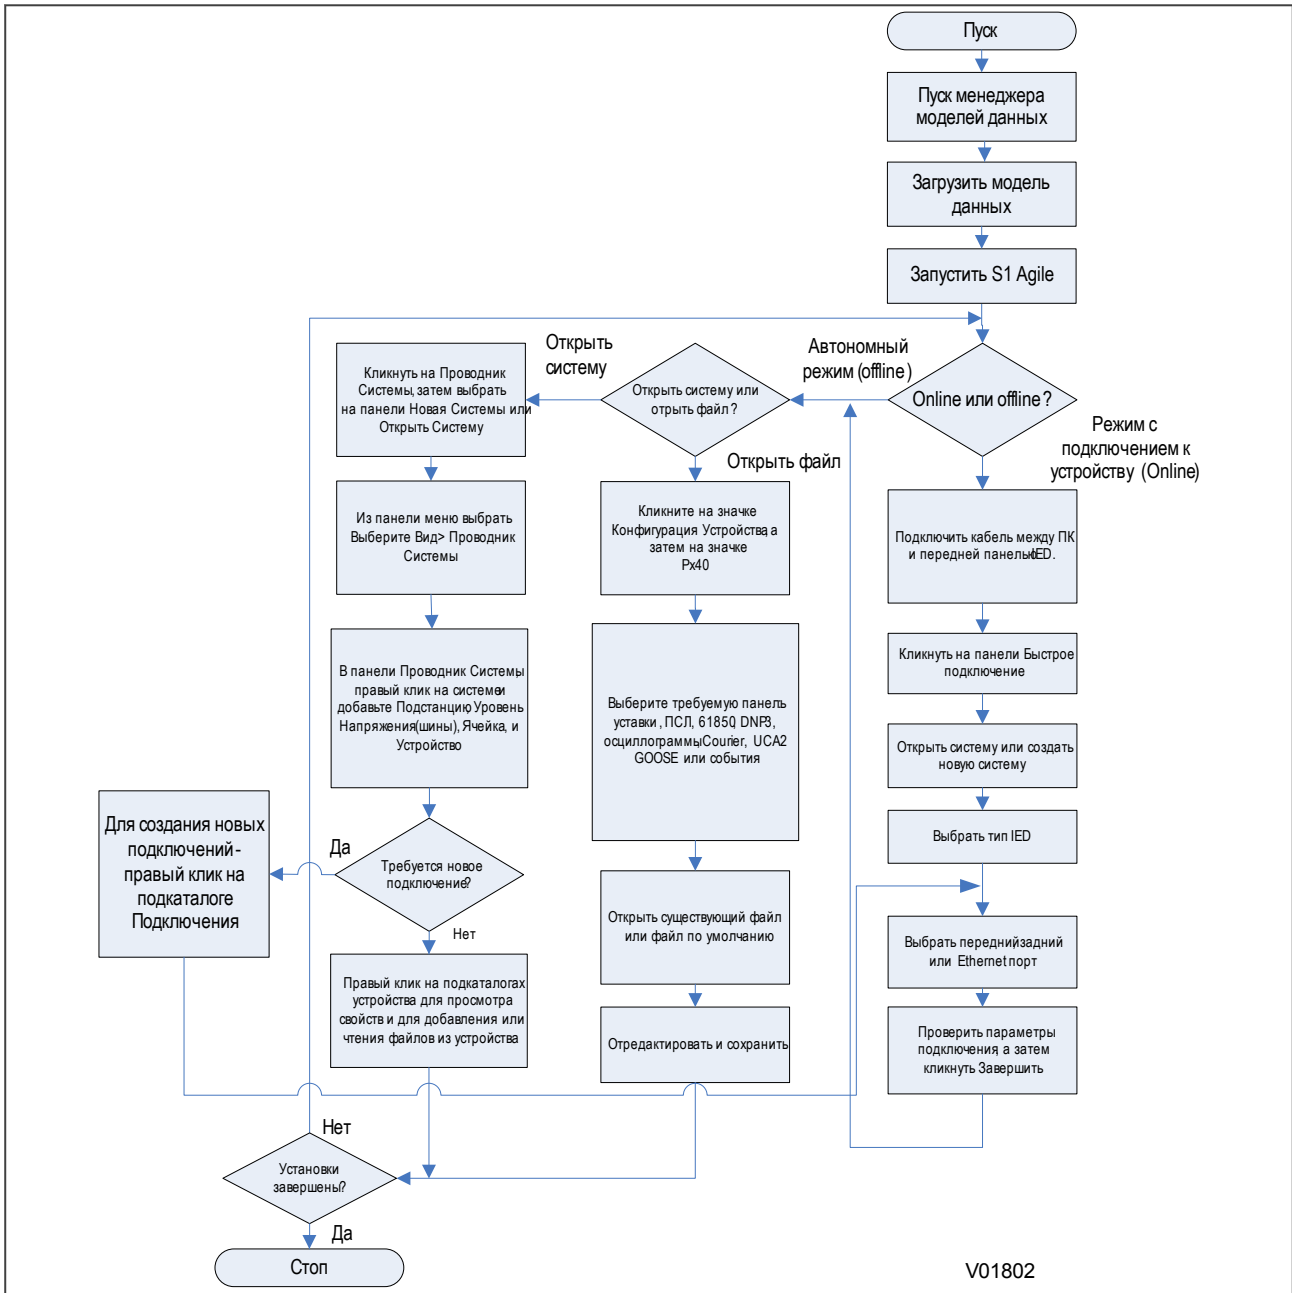 Пуск
Пуск менеджера
моделей данных
Загрузить модель
данных
Запустить S1 Agile
Online или offline?
Автономный
режим (offline)
Режим с
подключением к
устройству (Online)
Открыть систему или
отрыть файл?
Открыть
систему
Открыть файл
Кликнуть на Проводник
Системы, затем выбрать
на панели Новая Системы или
Открыть Систему
Из панели меню выбрать
Выберите Вид> Проводник
Системы
В панели Проводник Системы,
правый клик на системе и
добавьте Подстанцию, Уровень
Напряжения(шины), Ячейка, и
Устройство
Требуется новое
подключение?
Да
Нет
Для создания новых
подключений -
правый клик на
подкаталоге
Подключения
Правый клик на подкаталогах
устройства для просмотра
свойств и для добавления или
чтения файлов из устройства
Кликните на значке
Конфигурация Устройства, а
затем на значке
Px40
Выберите требуемую панель:
уставки, ПСЛ, 61850, DNP3,
осциллограммы, Courier, UCA2
GOOSE или события
Открыть существующий файл
или файл по умолчанию
Отредактировать и сохранить
Подключить кабель между ПК
и передней панелью IED.
Кликнуть на панели Быстрое
подключение
Открыть систему или создать
новую систему
Выбрать тип IED
Выбрать передний, задний
или Ethernet порт
Проверить параметры
подключения, а затем
кликнуть Завершить
Установки
завершены?
Нет
Да
Стоп
V01802